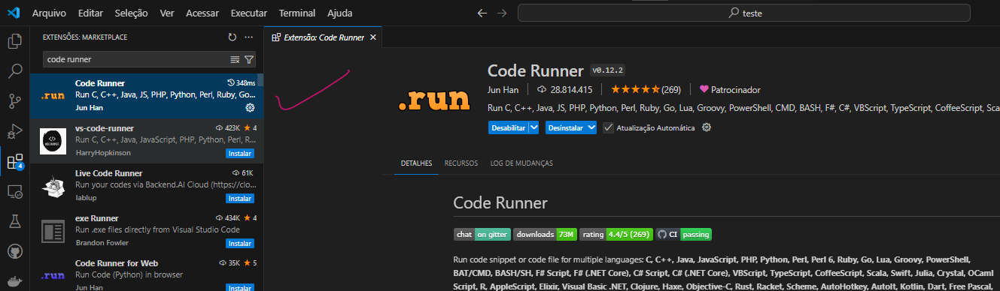 Arquivo Editar Seleção Ver Acessar Executar Terminal Ajuda
teste
EXTENSÕES: MARKETPLACE
code runner
Code Runner 348ms
Run C, C++, Java, JS, PHP, Python, Perl, Ruby, Go...
Jun Han
vs-code-runner 423K 4
Run C, C++, Java, JavaScript, PHP, Python, Perl, R...
HarryHopkinson Instalar
Live Code Runner 61K
Run your codes via Backend.AI Cloud (https://clo...
lablup Instalar
exe Runner 434K 4
Run .exe files directly from Visual Studio Code
Brandon Fowler Instalar
Code Runner for Web 35K 5
Run Code (Python) in browser
Jun Han Instalar
4
.run
CODE RUNNER
.run
Extensão: Code Runner
.run
Code Runner v0.12.2
Jun Han 28.814.415 (269) Patrocinador
Run C, C++, Java, JS, PHP, Python, Perl, Ruby, Go, Lua, Groovy, PowerShell, CMD, BASH, F#, C#, VBScript, TypeScript, CoffeeScript, Sca
Desabilitar Desinstalar Atualização Automática
DETALHES RECURSOS LOG DE MUDANÇAS
Code Runner
chat on gitter downloads 73M rating 4.4/5 (269) CI passing
Run code snippet or code file for multiple languages: C, C++, Java, JavaScript, PHP, Python, Perl, Perl 6, Ruby, Go, Lua, Groovy, PowerShell,
BAT/CMD, BASH/SH, F# Script, F# (.NET Core), C# Script, C# (.NET Core), VBScript, TypeScript, CoffeeScript, Scala, Swift, Julia, Crystal, OCaml
Script, R, AppleScript, Elixir, Visual Basic .NET, Clojure, Haxe, Objective-C, Rust, Racket, Scheme, AutoHotkey, AutoIt, Kotlin, Dart, Free Pascal,